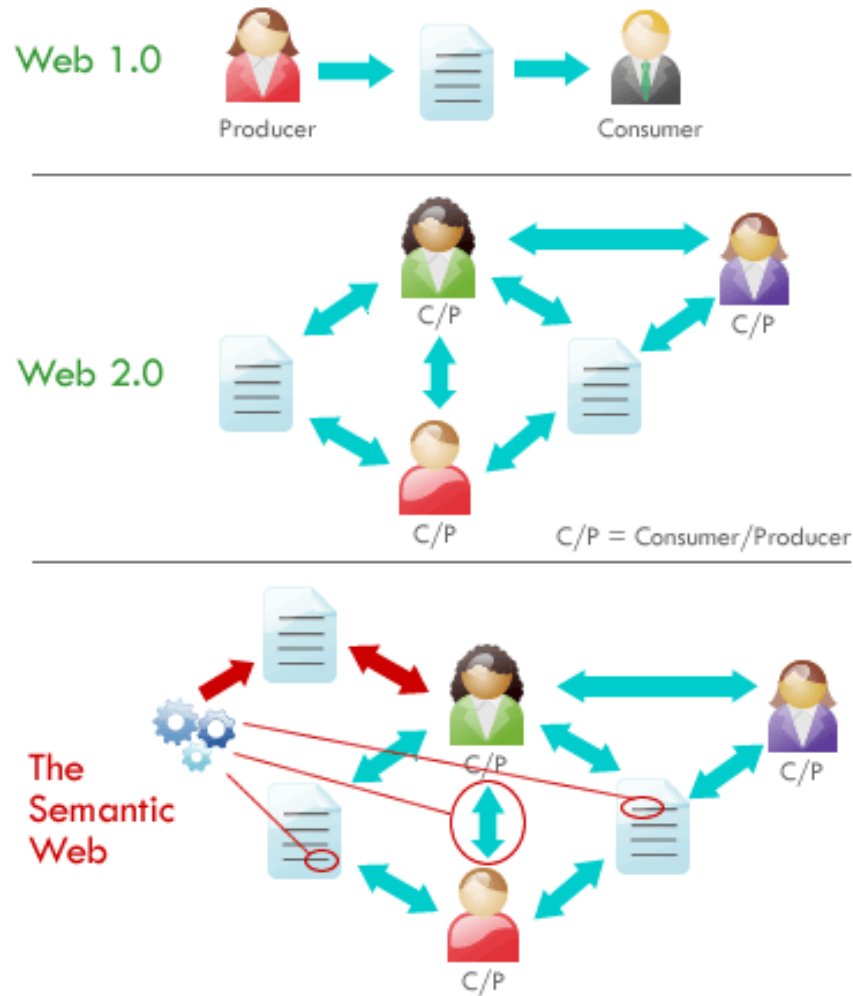 Web 1.0
Producer
Consumer
C/P
C/P
Web 2.0
C/P
C/P = Consumer/Producer
C/P
C/P
The
Semantic
Web
C/P